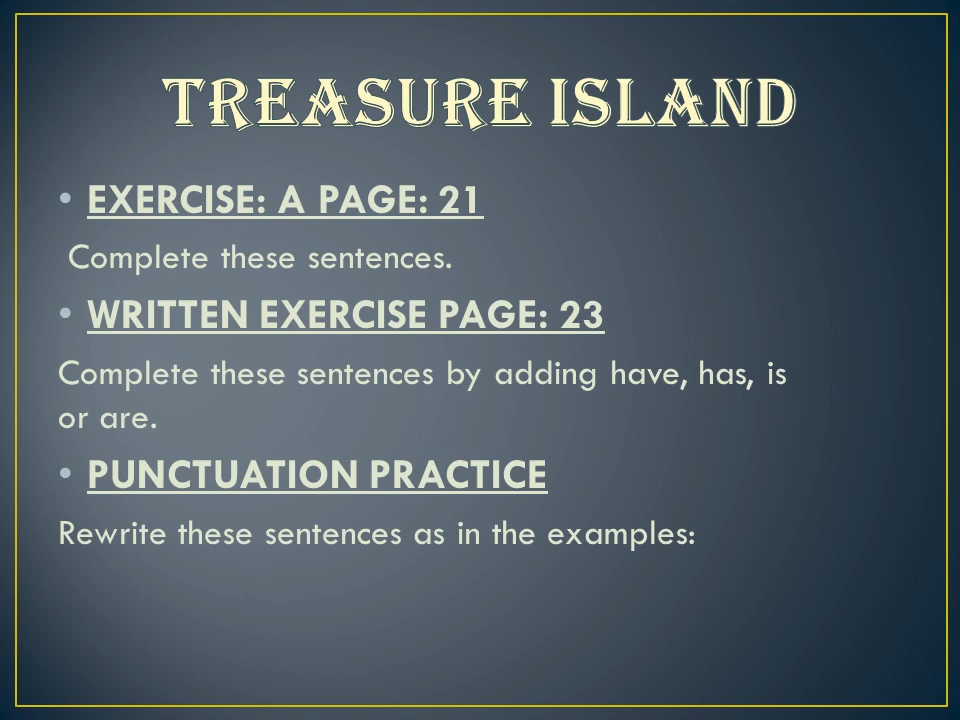 TREASURE ISLAND
• EXERCISE: A PAGE: 21
Complete these sentences.
• WRITTEN EXERCISE PAGE: 23
Complete these sentences by adding have, has, is
or are.
• PUNCTUATION PRACTICE
Rewrite these sentences as in the examples: